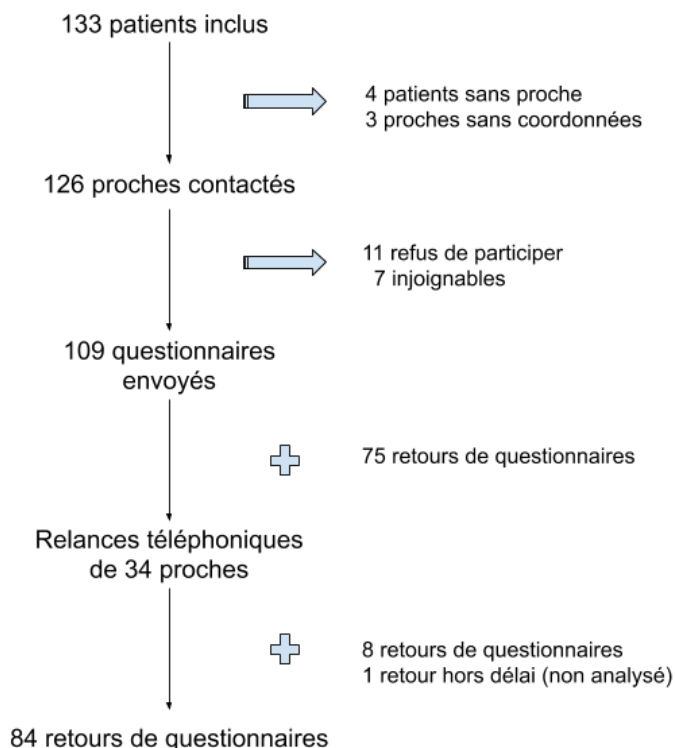 133 patients inclus
4 patients sans proche
3 proches sans coordonnées
126 proches contactés
11 refus de participer
7 injoignables
109 questionnaires
envoyés
75 retours de questionnaires
Relances téléphoniques
de 34 proches
8 retours de questionnaires
1 retour hors délai (non analysé)
84 retours de questionnaires